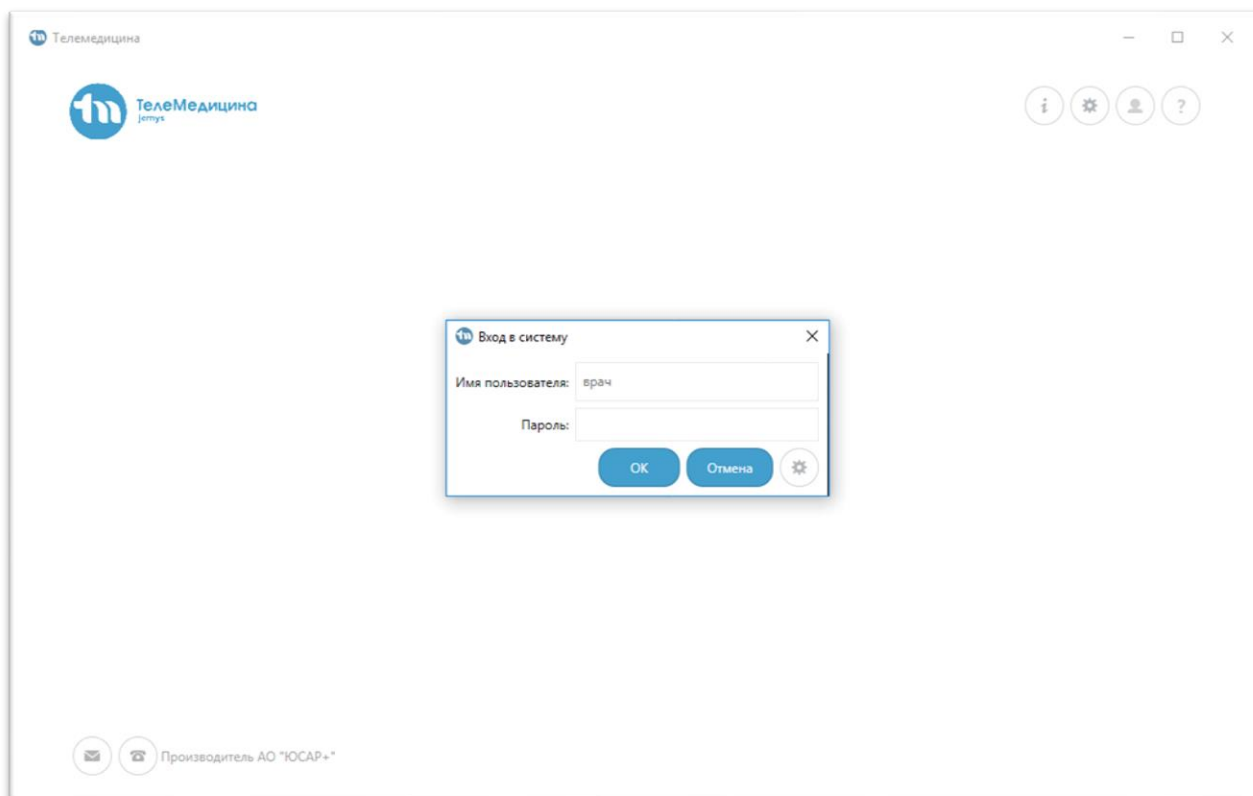 Телемедицина
ТелеМедицина
jemys
Вход в систему
Имя пользователя: врач
Пароль:
ОК Отмена
Производитель АО "ЮСАР+"